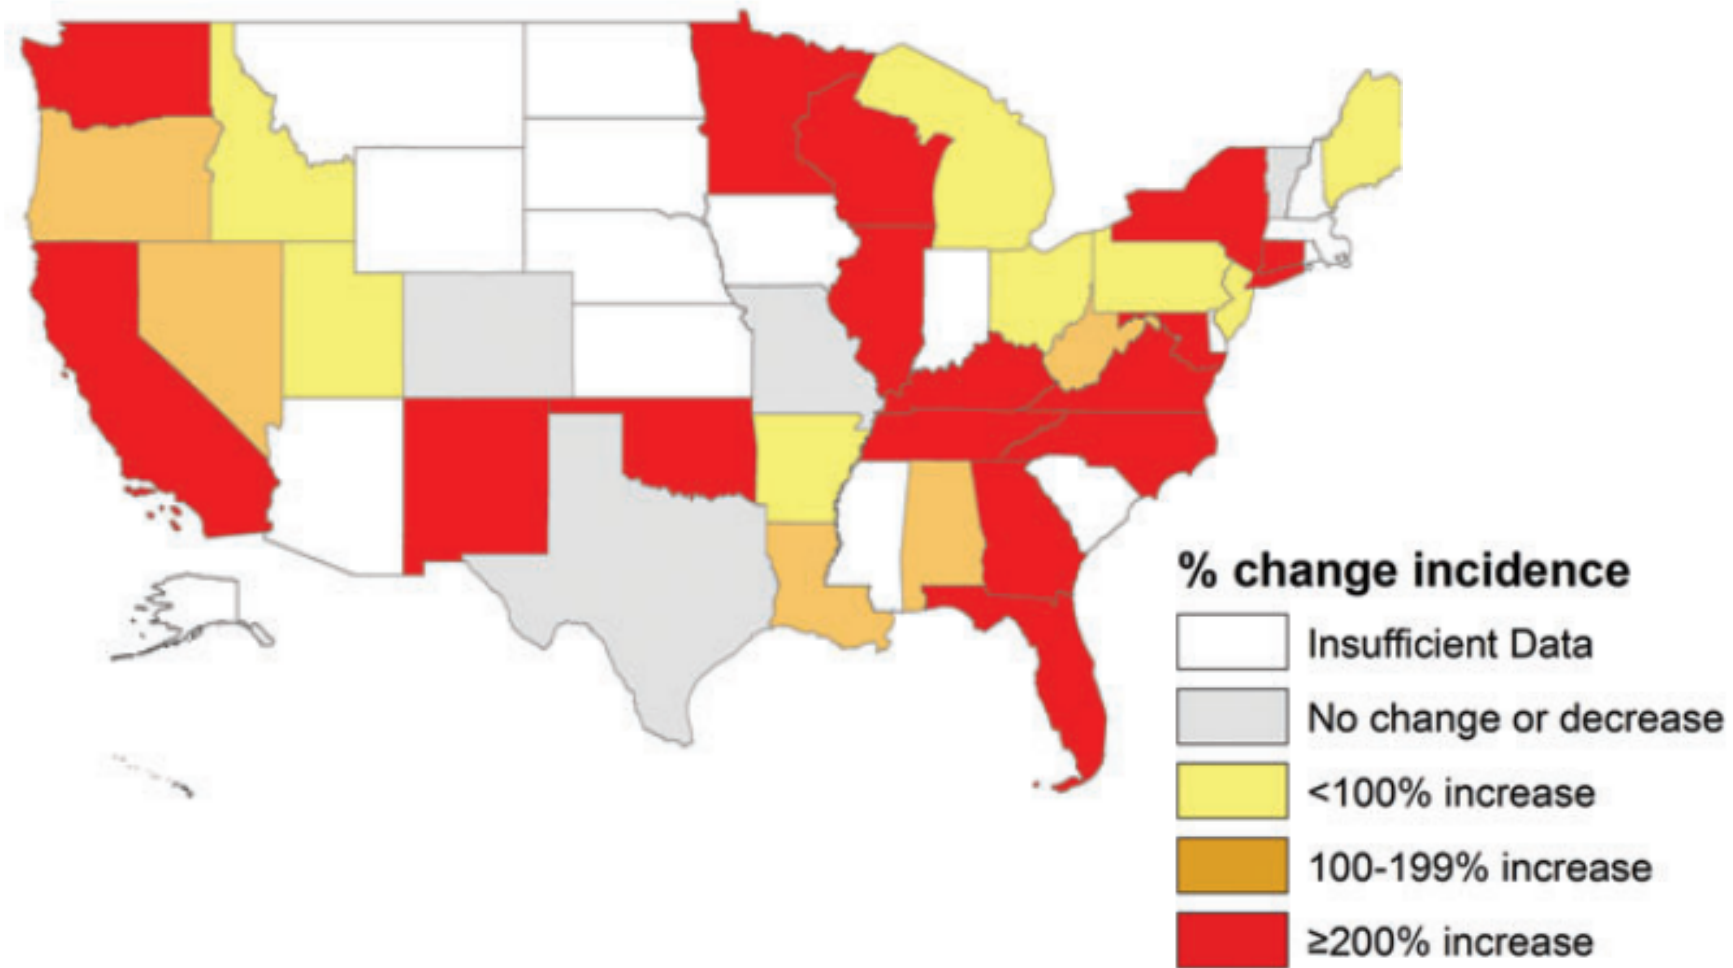 % change incidence
Insufficient Data
No change or decrease
<100% increase
100-199% increase
≥200% increase